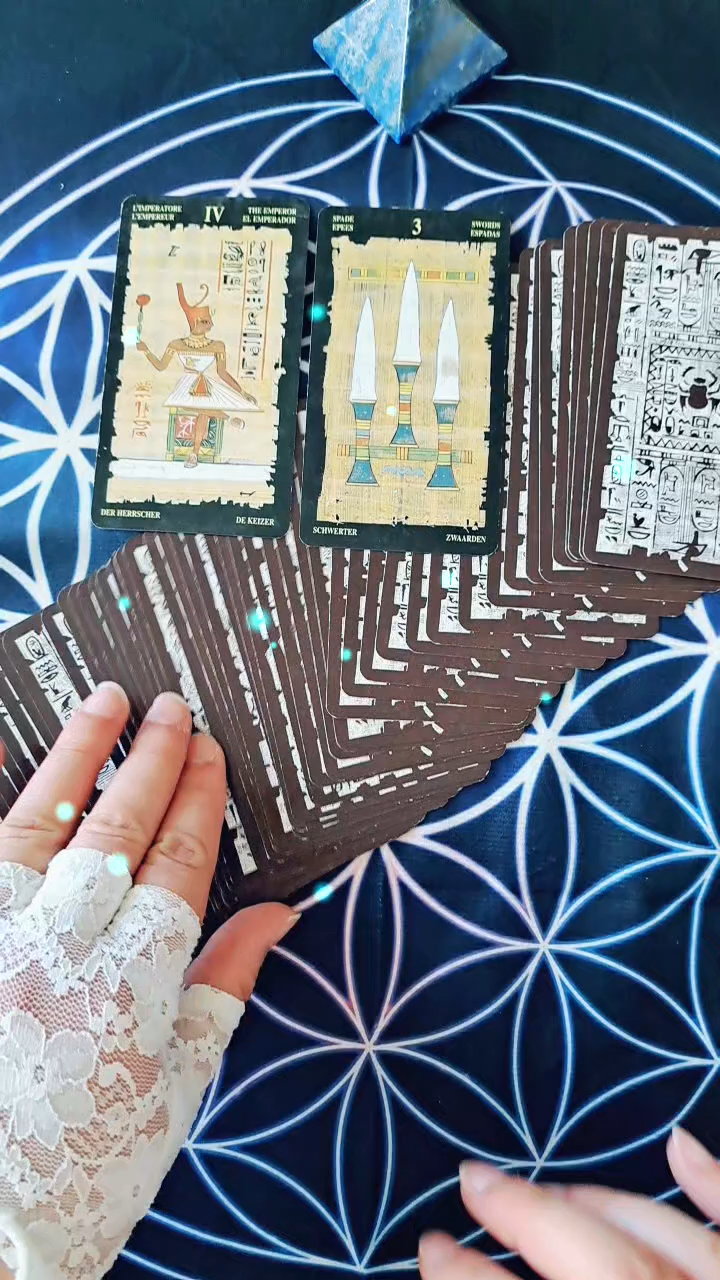 L'IMPERATORE
L'EMPEREUR
IV
THE EMPEROR
EL EMPERADOR
DER HERRSCHER
DE KEIZER
SPADE
EPEES
3
SWORDS
ESPADAS
SCHWERTER
ZWAARDEN